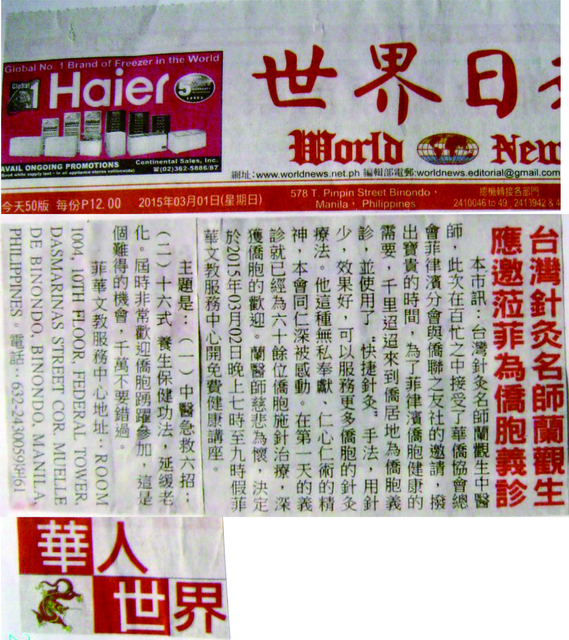 Global No. 1 Brand of Freezer in the World
Haier
AVAIL ONGOING PROMOTIONS
Continental Sales, Inc.
☎(02)362-5886/87
世界日
World New
網址:www.worldnews.net.ph 編輯部電郵:worldnews.editorial@gmail.com
今天50版 每份P12.00 2015年03月01日(星期日)
578 T. Pinpin Street Binondo,
Manila, Philippines
總機轉接各部門
2410046 to 49, 2413942 & 4
台灣針灸名師蘭觀生
應邀蒞菲為僑胞義診
本市訊：台灣針灸名師蘭觀生中醫
師，此次在百忙之中接受了華僑協會總
會菲律濱分會與僑聯之友社的邀請，撥
出寶貴的時間，為了菲律濱僑胞健康的
需要，千里迢迢來到僑居地為僑胞義
診，並使用了︰快捷針灸︰手法，用針
少，效果好，可以服務更多僑胞的針灸
療法。他這種無私奉獻、仁心仁術的精
神，本會同仁深被感動。在第一天的義
診就已經為六十餘位僑胞施針治療，深
獲僑胞的歡迎。蘭醫師慈悲為懷，決定
於2015年03月02日晚上七時至九時假菲
華文教服務中心開免費健康講座。
主題是：（一）中醫急救六招；
（二）十六式養生保健功法，延緩老
化。屆時非常歡迎僑胞踴躍參加，這是
個難得的機會，千萬不要錯過。
菲華文教服務中心地址：ROOM
1001, 10TH FLOOR, FEDERAL TOWER,
DASMARINAS STREET COR. MUELLE
DE BINONDO, BINONDO, MANILA,
PHILIPPINES。電話：632-2430059#61
華人
世界